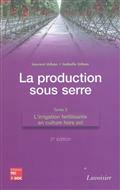 Laurent Urban • Isabelle Urban
La production
sous serre
Tome 2
L'irrigation fertilisante
en culture hors sol
2e édition
Lavoisier